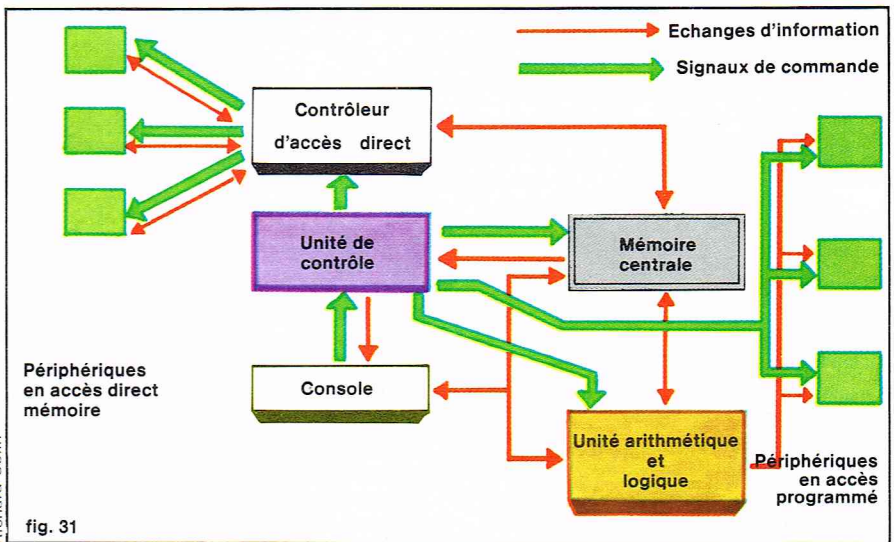 Echanges d'information
Signaux de commande
Contrôleur
d'accès direct
Unité de
contrôle
Mémoire
centrale
Périphériques
en accès direct
mémoire
Console
Unité arithmétique
et
logique
Périphériques
en accès
programmé
fig. 31